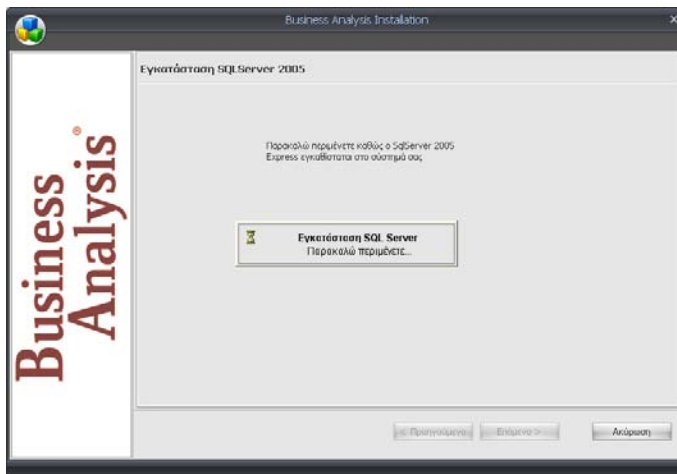 Business Analysis Installation
Business
Analysis®
Εγκατάσταση SQLServer 2005
Παρακαλώ περιμένετε καθώς ο SqlServer 2005
Express εγκαθίσταται στο σύστημά σας
Εγκατάσταση SQL Server
Παρακαλώ περιμένετε...
< Προηγούμενο
Επόμενο >
Ακύρωση